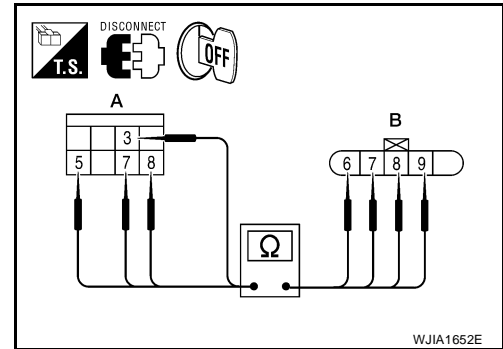 DISCONNECT
T.S.
OFF
A
B
3
5 7 8
6 7 8 9
Ω
WJIA1652E